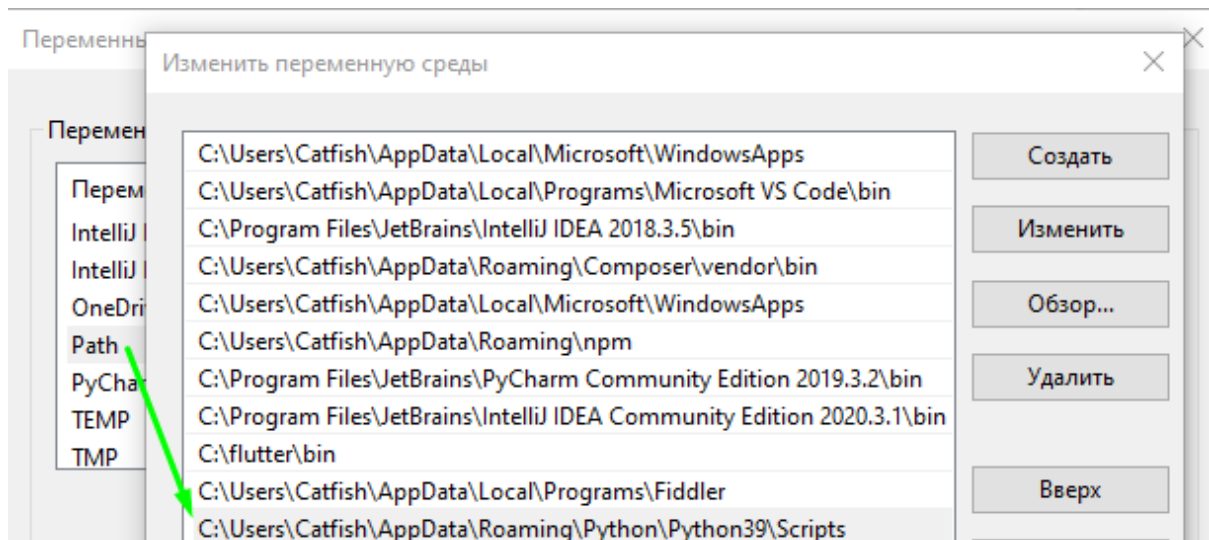 Переменны
Изменить переменную среды
Перемен
C:\Users\Catfish\AppData\Local\Microsoft\WindowsApps
Создать
Перем
C:\Users\Catfish\AppData\Local\Programs\Microsoft VS Code\bin
IntelliJ
C:\Program Files\JetBrains\IntelliJ IDEA 2018.3.5\bin
Изменить
IntelliJ
C:\Users\Catfish\AppData\Roaming\Composer\vendor\bin
OneDri
C:\Users\Catfish\AppData\Local\Microsoft\WindowsApps
Обзор...
Path
C:\Users\Catfish\AppData\Roaming\npm
PyChar
C:\Program Files\JetBrains\PyCharm Community Edition 2019.3.2\bin
Удалить
TEMP
C:\Program Files\JetBrains\IntelliJ IDEA Community Edition 2020.3.1\bin
TMP
C:\flutter\bin
C:\Users\Catfish\AppData\Local\Programs\Fiddler
Вверх
C:\Users\Catfish\AppData\Roaming\Python\Python39\Scripts